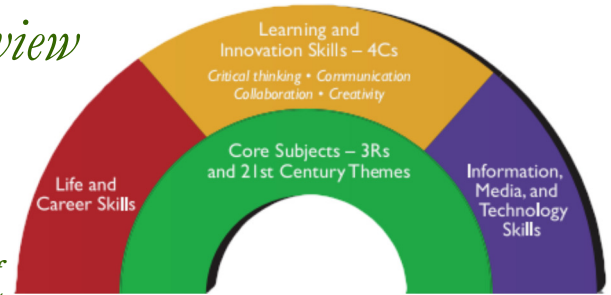 view
Learning and
Innovation Skills – 4Cs
Critical thinking • Communication
Collaboration • Creativity
Core Subjects – 3Rs
and 21st Century Themes
Life and
Career Skills
Information,
Media, and
Technology
Skills